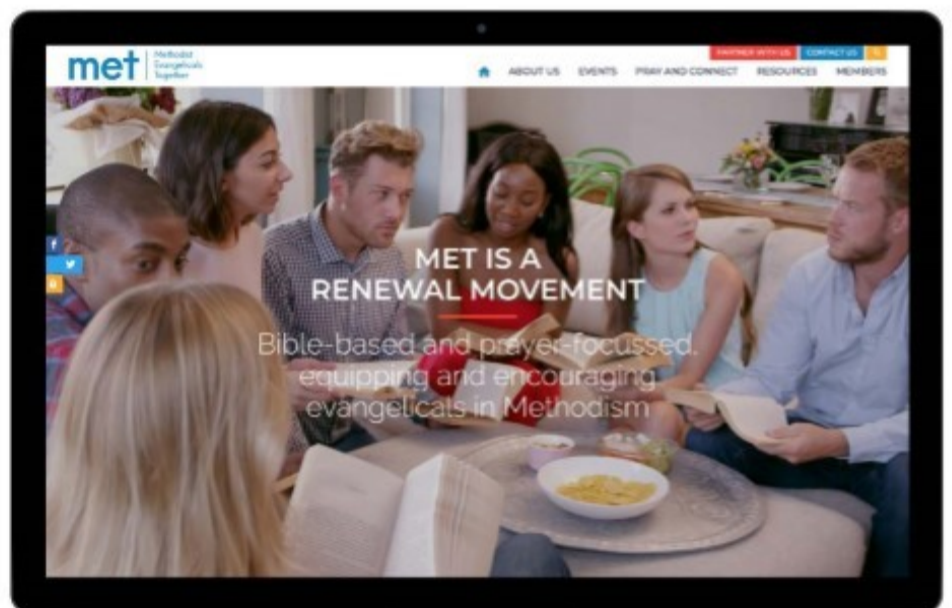 met
Methodist
Evangelicals
Together
PARTNER WITH US
CONTACT US
ABOUT US EVENTS PRAY AND CONNECT RESOURCES MEMBERS
MET IS A
RENEWAL MOVEMENT
Bible-based and prayer-focussed.
equipping and encouraging
evangelicals in Methodism